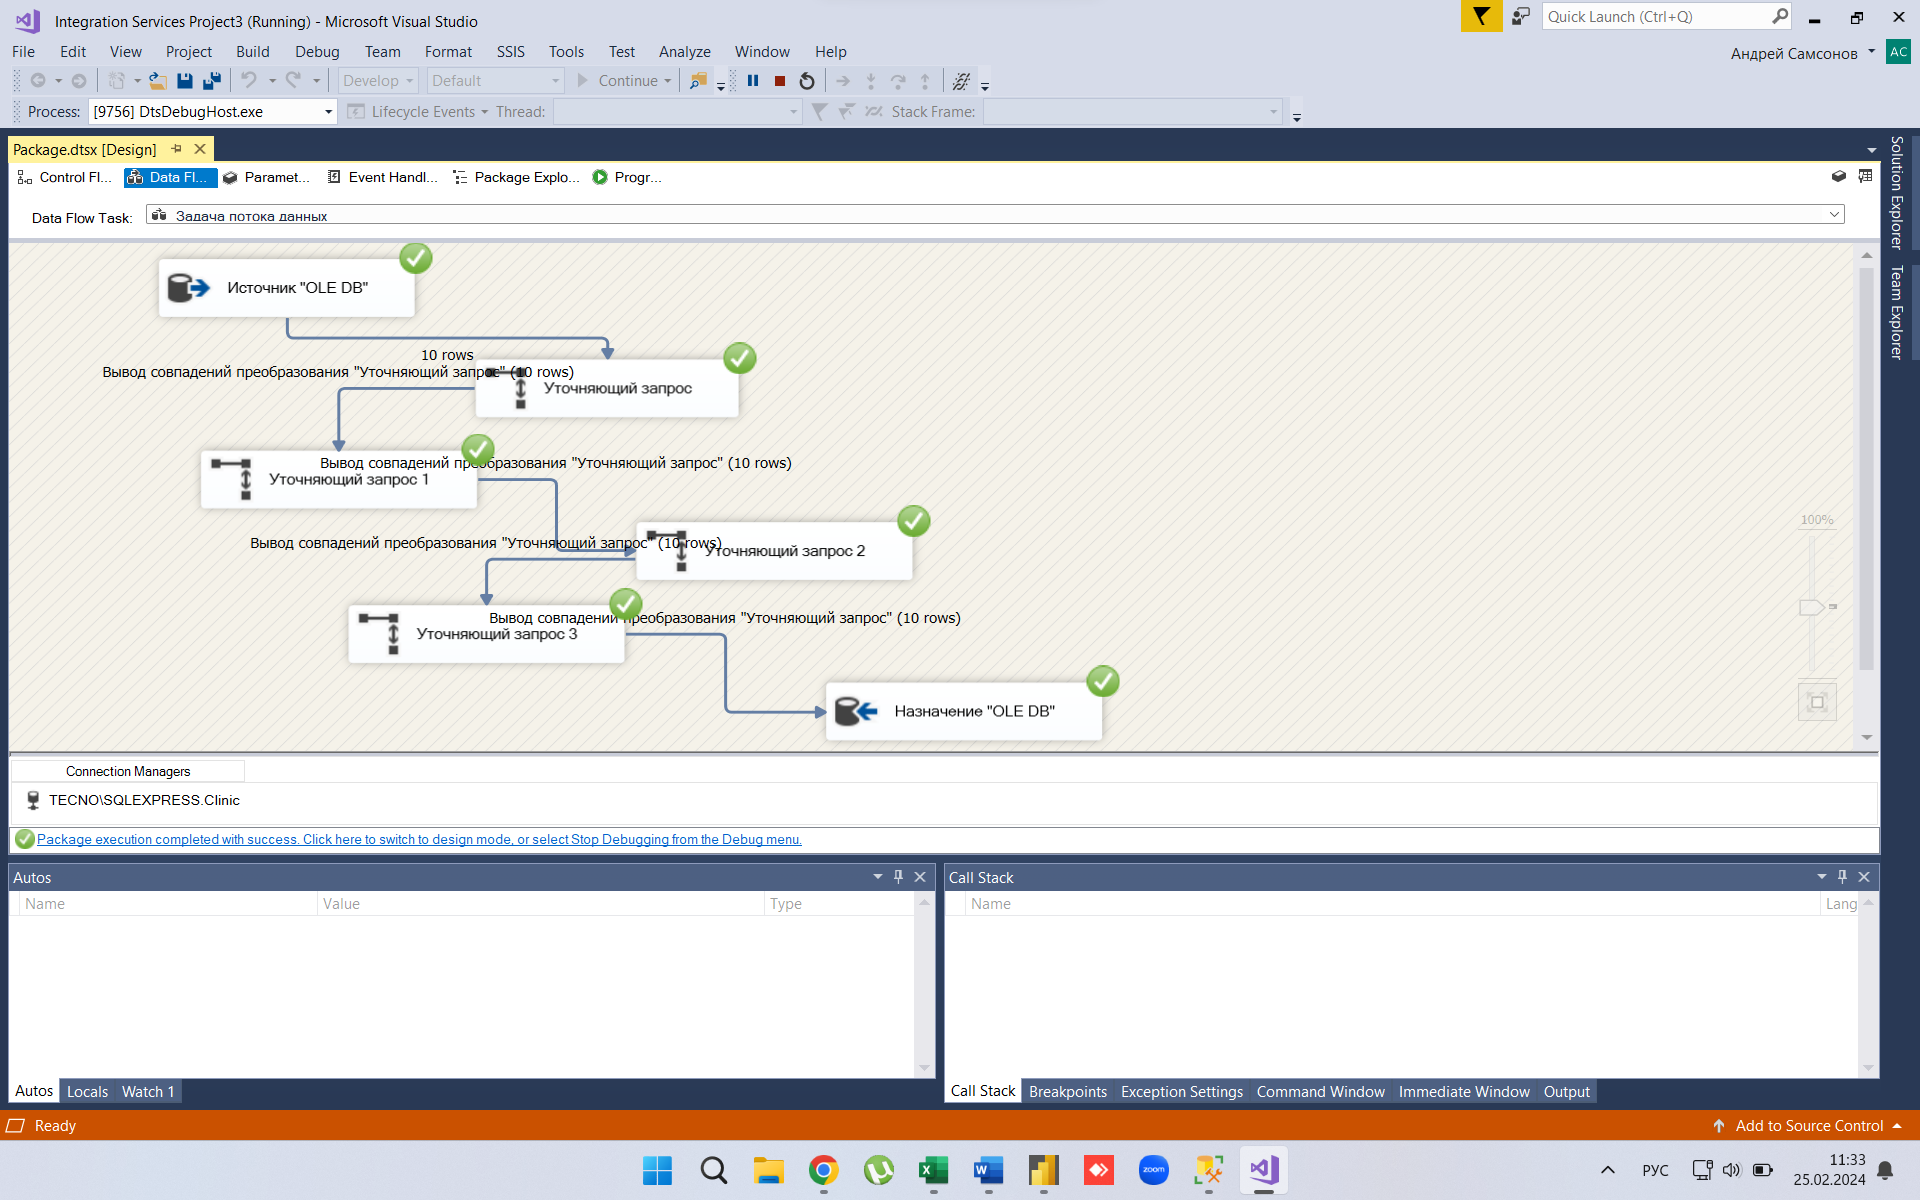 Integration Services Project3 (Running) - Microsoft Visual Studio
Quick Launch (Ctrl+Q)
File Edit View Project Build Debug Team Format SSIS Tools Test Analyze Window Help
Андрей Самсонов AC
Develop Default Continue
Process: [9756] DtsDebugHost.exe Lifecycle Events Thread: Stack Frame:
Package.dtsx [Design]
Control Fl... Data Fl... Paramet... Event Handl... Package Explo... Progr...
Data Flow Task: Задача потока данных
Solution Explorer
Team Explorer
Источник "OLE DB"
10 rows
Вывод совпадений преобразования "Уточняющий запрос" (10 rows)
Уточняющий запрос
Вывод совпадений преобразования "Уточняющий запрос" (10 rows)
Уточняющий запрос 1
100%
Вывод совпадений преобразования "Уточняющий запрос" (10 rows)
Уточняющий запрос 2
Вывод совпадений преобразования "Уточняющий запрос" (10 rows)
Уточняющий запрос 3
Назначение "OLE DB"
Connection Managers
TECNO\SQLEXPRESS.Clinic
Package execution completed with success. Click here to switch to design mode, or select Stop Debugging from the Debug menu.
Autos
Name Value Type
Call Stack
Name Lang
Autos Locals Watch 1
Call Stack Breakpoints Exception Settings Command Window Immediate Window Output
Ready
Add to Source Control
zoom
РУС
11:33
25.02.2024